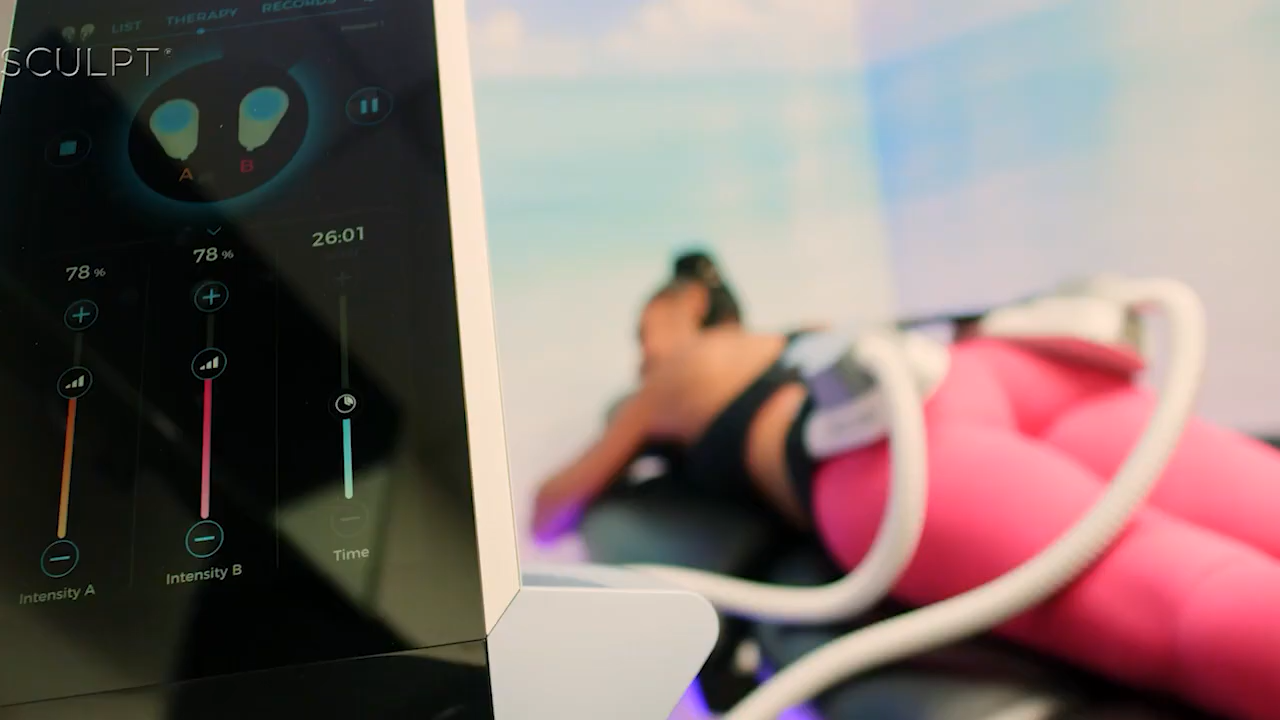 LIST THERAPY RECORDS
SCULPT®
A B
26:01
78 %
78 %
Intensity A
Intensity B
Time